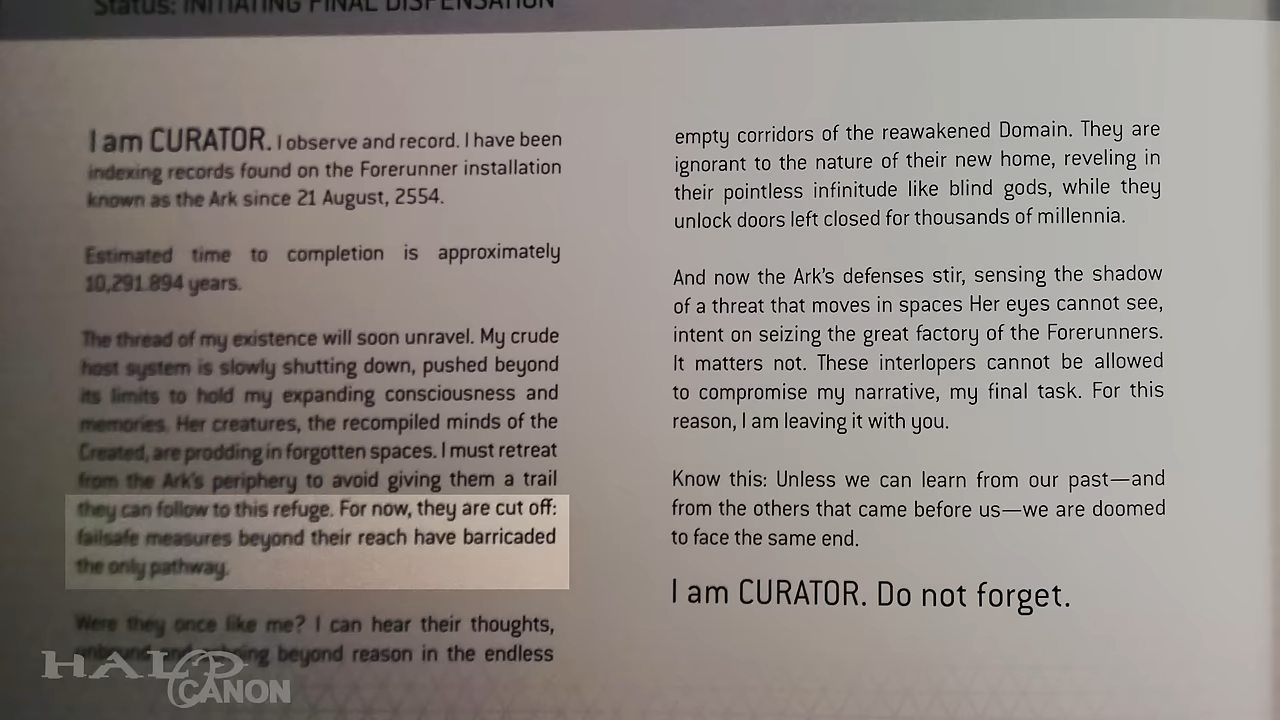 Status: INITIATING FINAL DISPENSATION
I am CURATOR. I observe and record. I have been
indexing records found on the Forerunner installation
known as the Ark since 21 August, 2554.
Estimated time to completion is approximately
10,291.894 years.
The thread of my existence will soon unravel. My crude
host system is slowly shutting down, pushed beyond
its limits to hold my expanding consciousness and
memories. Her creatures, the recompiled minds of the
Created, are prodding in forgotten spaces. I must retreat
from the Ark's periphery to avoid giving them a trail
they can follow to this refuge. For now, they are cut off:
failsafe measures beyond their reach have barricaded
the only pathway.
Were they once like me? I can hear their thoughts,
beyond reason in the endless
empty corridors of the reawakened Domain. They are
ignorant to the nature of their new home, reveling in
their pointless infinitude like blind gods, while they
unlock doors left closed for thousands of millennia.
And now the Ark's defenses stir, sensing the shadow
of a threat that moves in spaces Her eyes cannot see,
intent on seizing the great factory of the Forerunners.
It matters not. These interlopers cannot be allowed
to compromise my narrative, my final task. For this
reason, I am leaving it with you.
Know this: Unless we can learn from our past—and
from the others that came before us—we are doomed
to face the same end.
I am CURATOR. Do not forget.
HALO
CANON